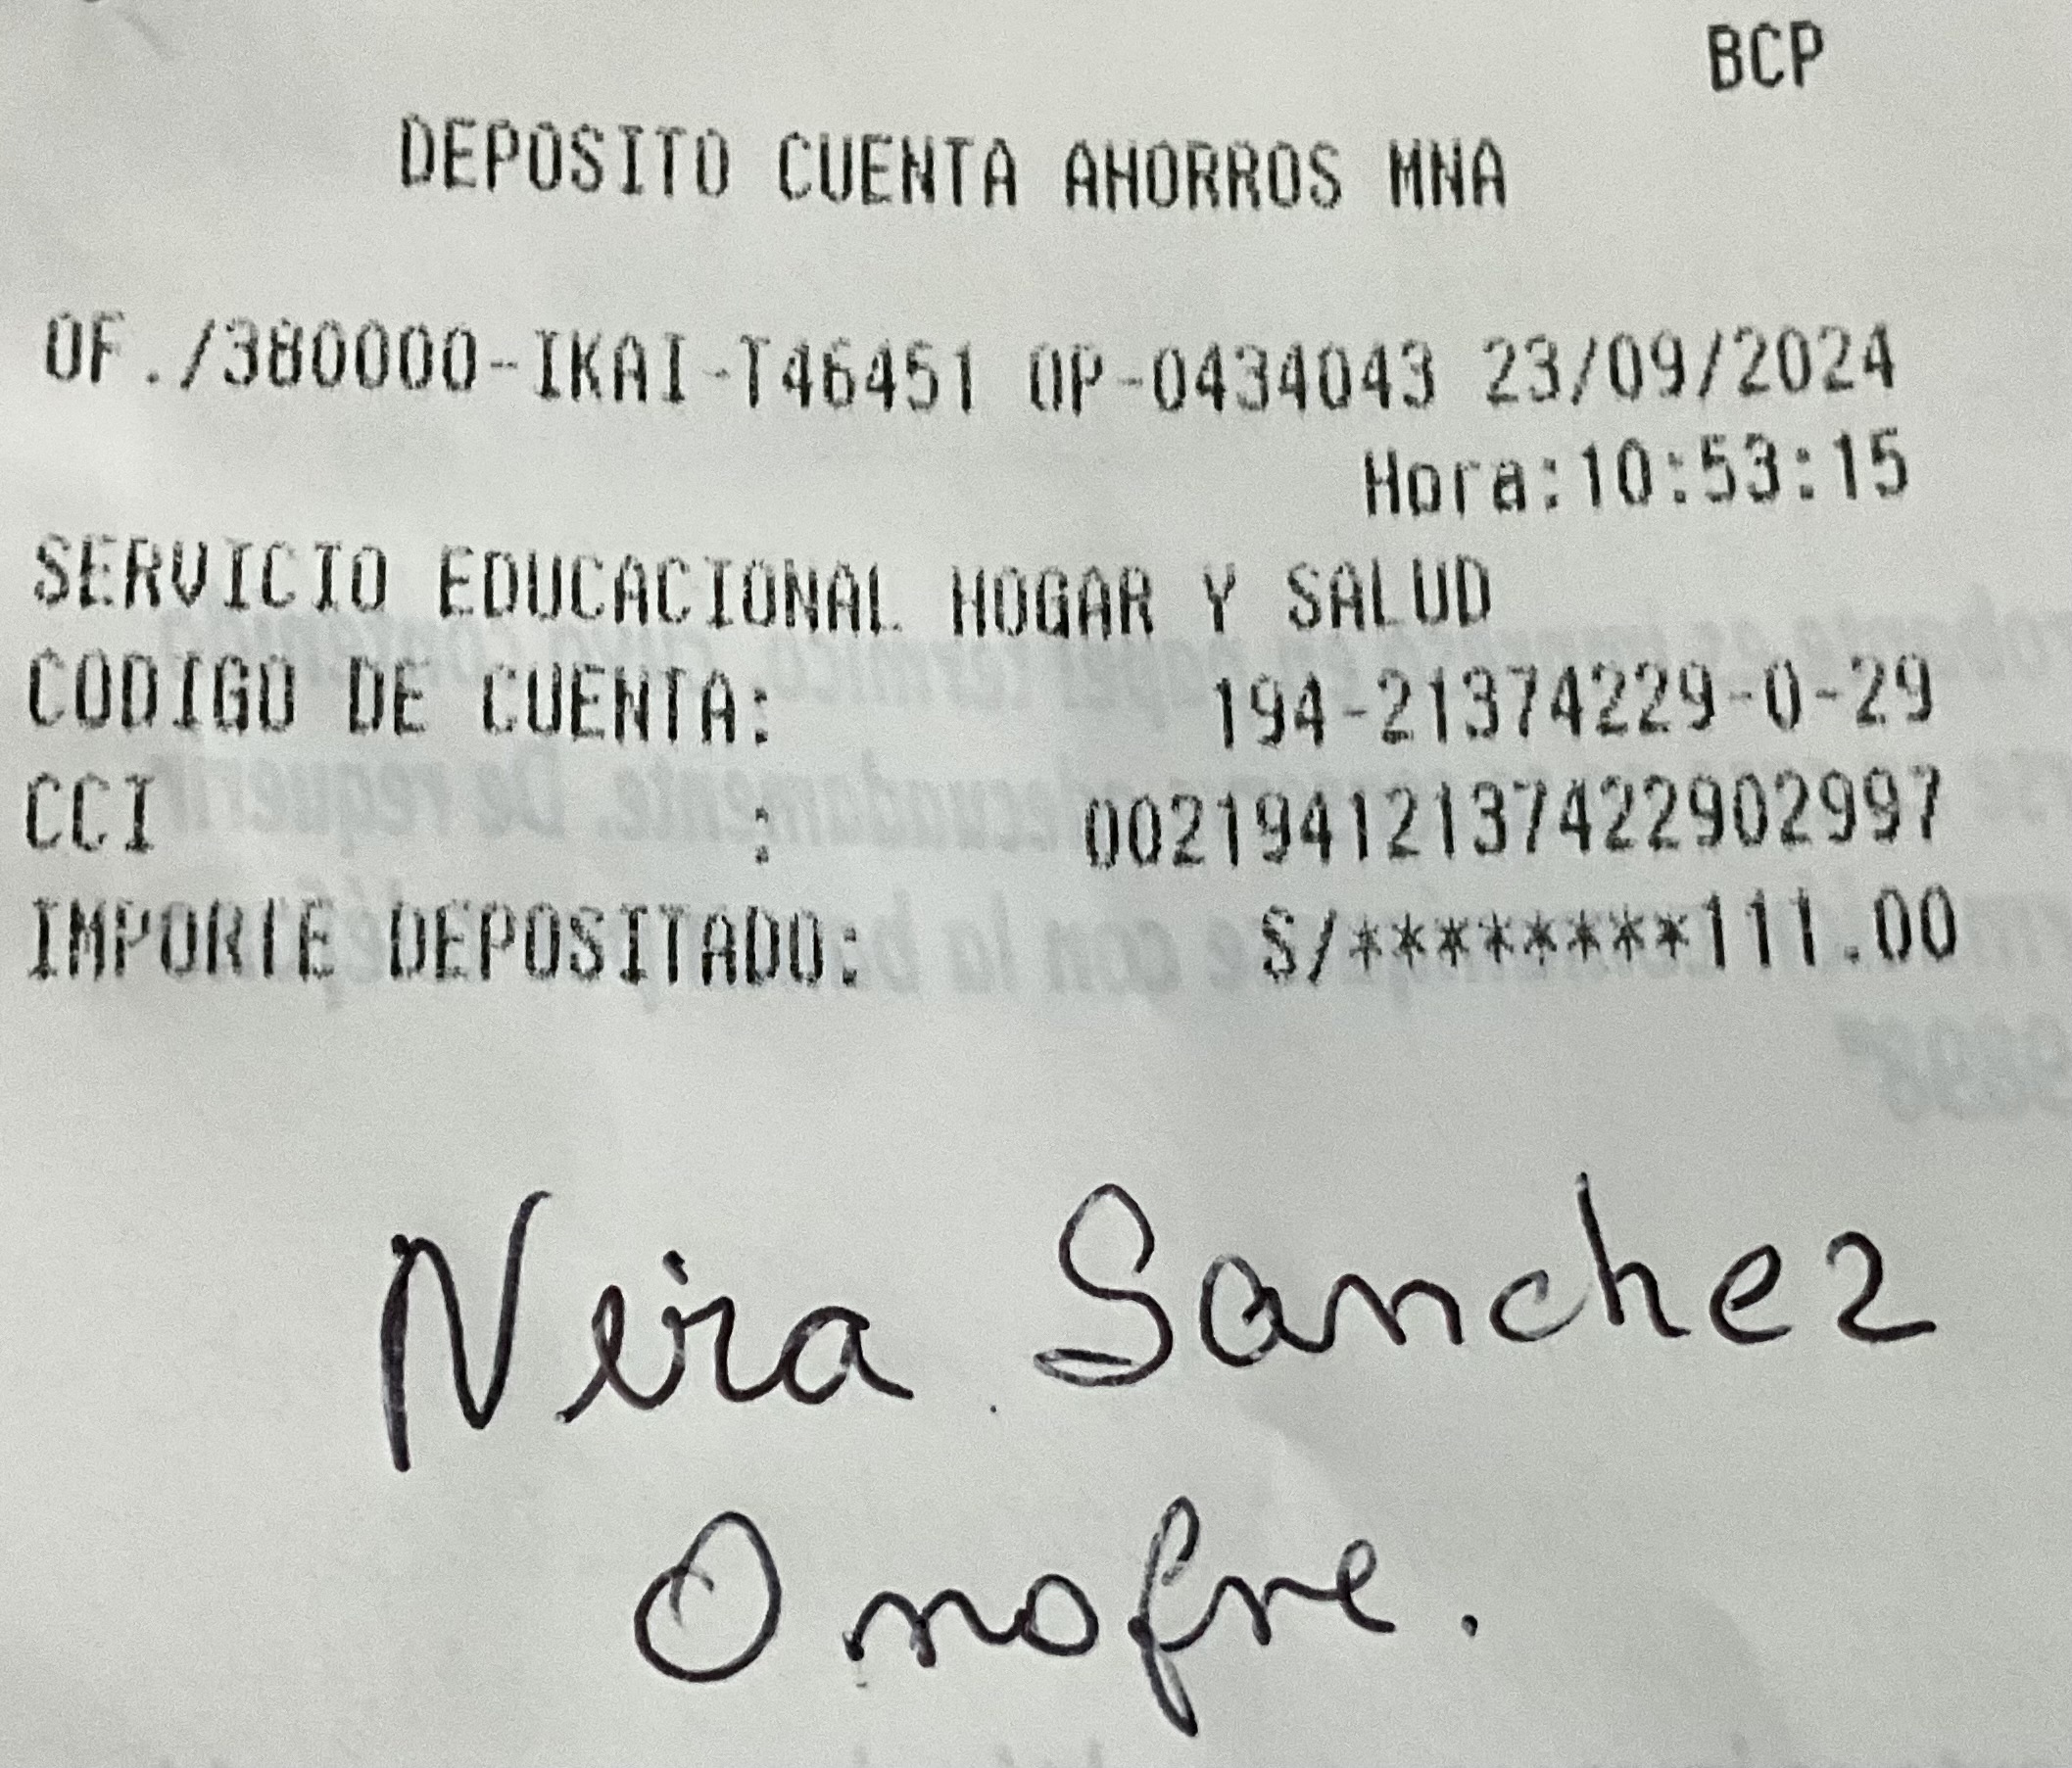 BCP
DEPOSITO CUENTA AHORROS MNA
OF./380000-IKAI-T46451 OP-0434043 23/09/2024
Hora:10:53:15
SERVICIO EDUCACIONAL HOGAR Y SALUD
CODIGO DE CUENTA: 194-21374229-0-29
CCI : 00219412137422902997
IMPORTE DEPOSITADO: S/********111.00
Neira Sanchez
Onofre.